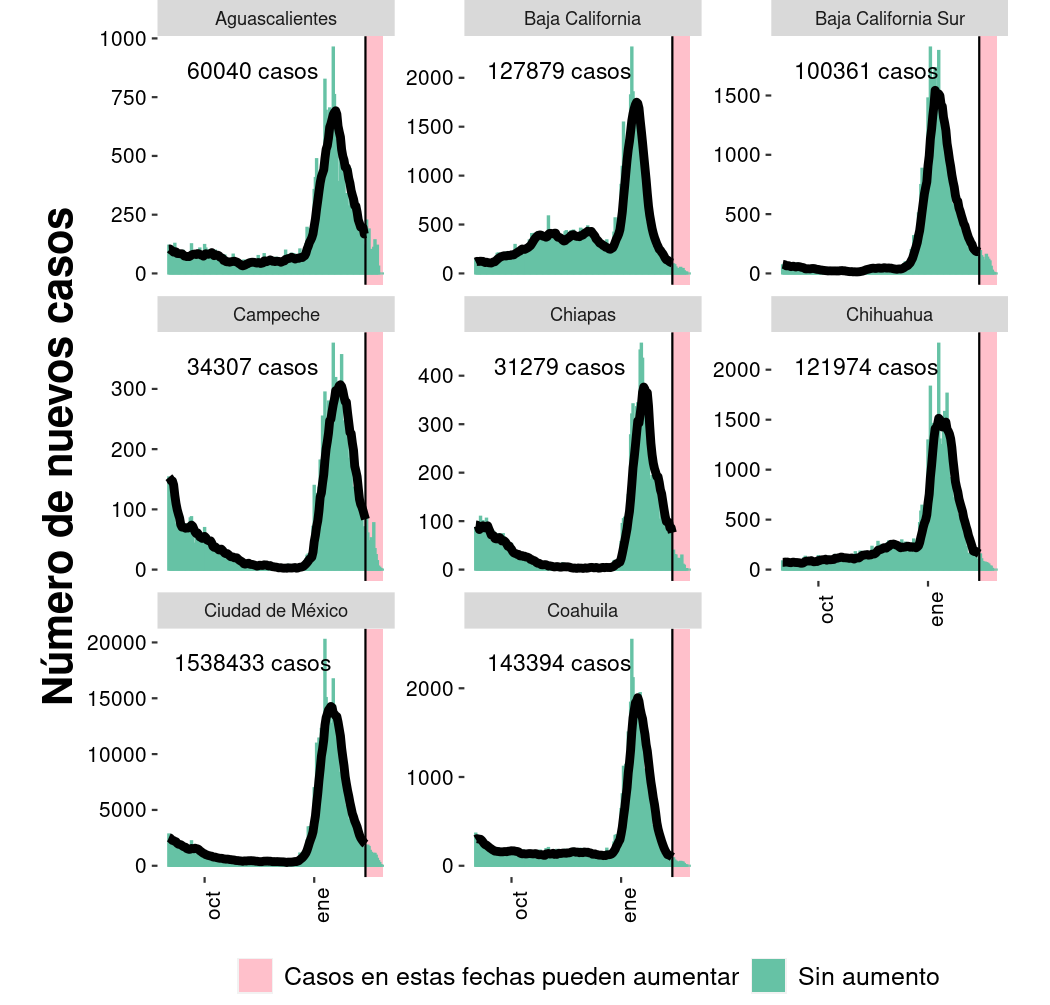 Número de nuevos casos
Aguascalientes
60040 casos
1000
750
500
250
0
Baja California
127879 casos
2000
1500
1000
500
0
Baja California Sur
100361 casos
1500
1000
500
0
Campeche
34307 casos
300
200
100
0
Chiapas
31279 casos
400
300
200
100
0
Chihuahua
121974 casos
2000
1500
1000
500
0
oct
ene
Ciudad de México
1538433 casos
20000
15000
10000
5000
0
oct
ene
Coahuila
143394 casos
2000
1000
0
oct
ene
Casos en estas fechas pueden aumentar
Sin aumento